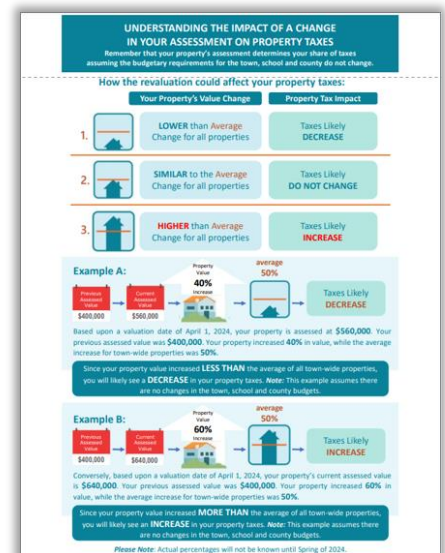 UNDERSTANDING THE IMPACT OF A CHANGE
IN YOUR ASSESSMENT ON PROPERTY TAXES
Remember that your property's assessment determines your share of taxes
assuming the budgetary requirements for the town, school and county do not change.
How the revaluation could affect your property taxes:
Your Property's Value Change
Property Tax Impact
1.
LOWER than Average
Change for all properties
Taxes Likely
DECREASE
2.
SIMILAR to the Average
Change for all properties
Taxes Likely
DO NOT CHANGE
3.
HIGHER than Average
Change for all properties
Taxes Likely
INCREASE
Example A:
Previous
Assessed
Value
$400,000
Current
Assessed
Value
$560,000
Property
Value
40%
Increase
average
50%
Taxes Likely
DECREASE
Based upon a valuation date of April 1, 2024, your property is assessed at $560,000. Your
previous assessed value was $400,000. Your property increased 40% in value, while the average
increase for town-wide properties was 50%.
Since your property value increased LESS THAN the average of all town-wide properties,
you will likely see a DECREASE in your property taxes. Note: This example assumes there
are no changes in the town, school and county budgets.
Example B:
Previous
Assessed
Value
$400,000
Current
Assessed
Value
$640,000
Property
Value
60%
Increase
average
50%
Taxes Likely
INCREASE
Conversely, based upon a valuation date of April 1, 2024, your property's current assessed value
is $640,000. Your previous assessed value was $400,000. Your property increased 60% in
value, while the average increase for town-wide properties was 50%.
Since your property value increased MORE THAN the average of all town-wide properties,
you will likely see an INCREASE in your property taxes. Note: This example assumes there
are no changes in the town, school and county budgets.
Please Note: Actual percentages will not be known until Spring of 2024.